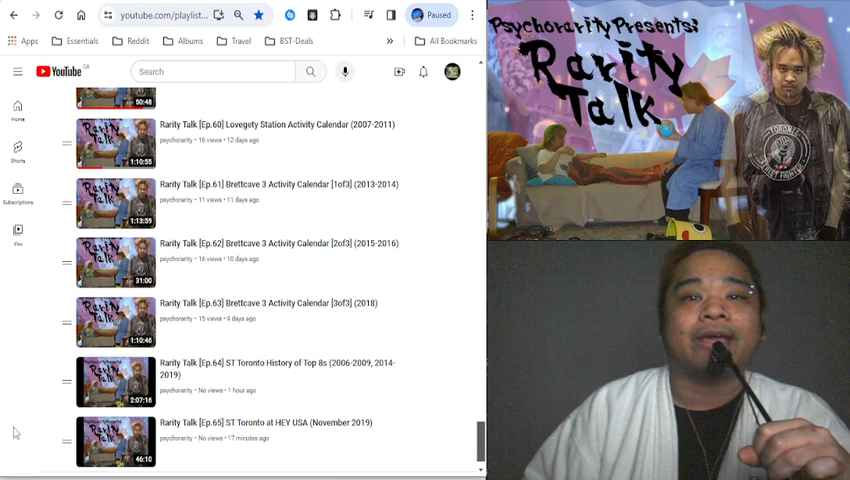 youtube.com/playlist...
Paused
Apps
Essentials
Reddit
Albums
Travel
BST-Deals
»
All Bookmarks
YouTube CA
Search
Home
Shorts
Subscriptions
You
50:48
Rarity Talk [Ep.60] Lovegety Station Activity Calendar (2007-2011)
psychorarity • 16 views • 12 days ago
1:10:55
Rarity Talk [Ep.61] Brettcave 3 Activity Calendar [1of3] (2013-2014)
psychorarity • 11 views • 11 days ago
1:13:59
Rarity Talk [Ep.62] Brettcave 3 Activity Calendar [2of3] (2015-2016)
psychorarity • 16 views • 10 days ago
31:00
Rarity Talk [Ep.63] Brettcave 3 Activity Calendar [3of3] (2018)
psychorarity • 15 views • 9 days ago
1:10:46
Rarity Talk [Ep.64] ST Toronto History of Top 8s (2006-2009, 2014-
2019)
psychorarity • No views • 1 hour ago
2:07:16
Rarity Talk [Ep.65] ST Toronto at HEY USA (November 2019)
psychorarity • No views • 17 minutes ago
46:10
Psychorarity Presents:
Rarity
Talk
TORONTO
STREET FIGHTER